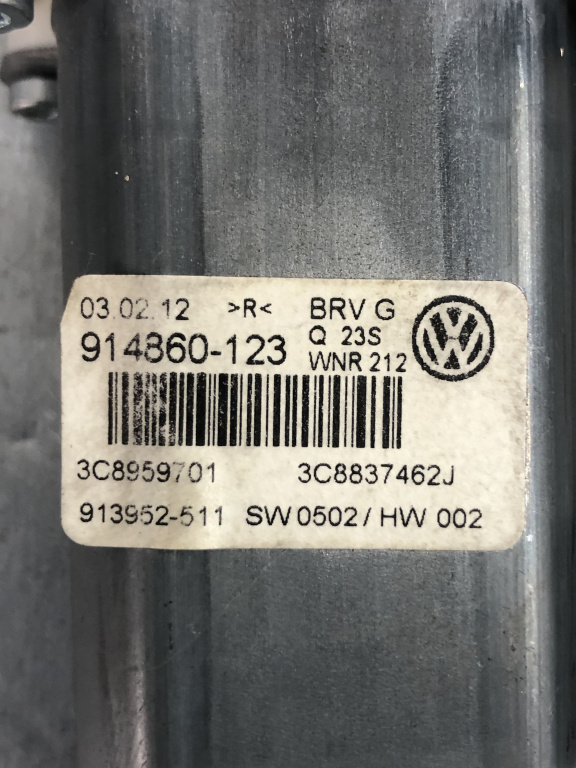 03.02.12 >R< BRV G
914860-123 Q 23S
WNR 212
3C8959701 3C8837462J
913952-511 SW 0502 / HW 002